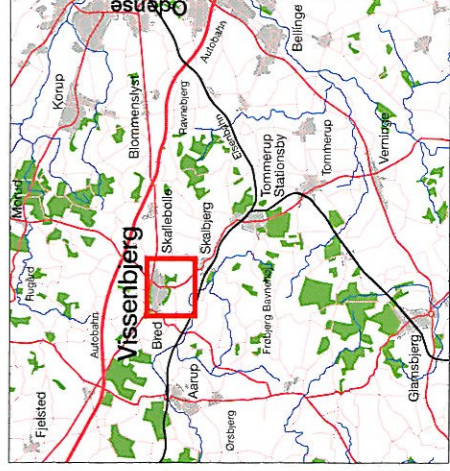 Odense
Korup
Bellinge
Autobahn
Blommenslyst
Ravnebjerg
Eisenbahn
Morud
Rugård
Vissenbjerg
Skallebølle
Skalbjerg
Tommerup
Stationsby
Tommerup
Verninge
Autobahn
Fjelsted
Bred
Aarup
Frøbjerg Bavnehøj
Ørsbjerg
Glamsbjerg